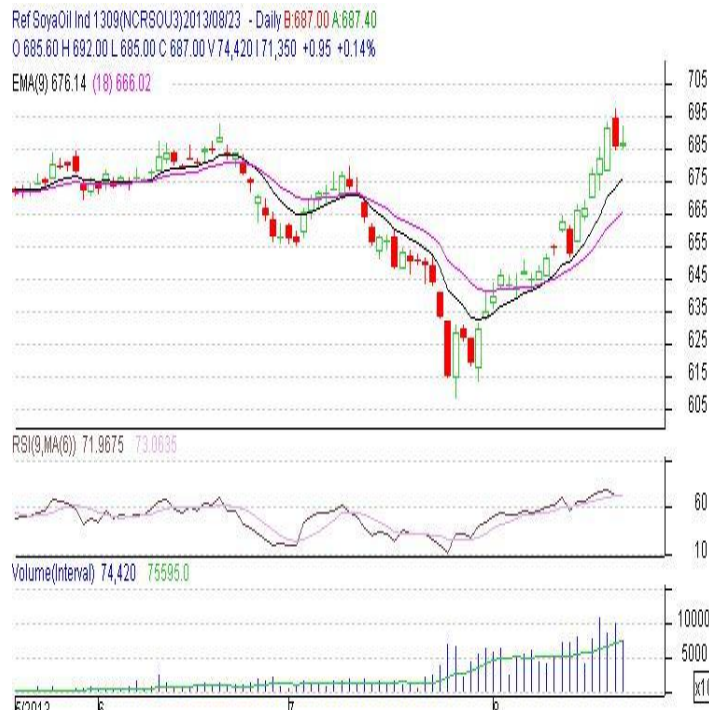 Ref SoyaOil Ind 1309(NCRSOU3)2013/08/23 - Daily B:687.00 A:687.40
O 685.60 H 692.00 L 685.00 C 687.00 V 74,420 I 71,350 +0.95 +0.14%
EMA(9) 676.14 (18) 666.02
705
695
685
675
665
655
645
635
625
615
605
RSI(9,MA(6)) 71.9675 73.0635
60
10
Volume(Interval) 74,420 75595.0
10000
5000
x10
5/2013 6 7 8